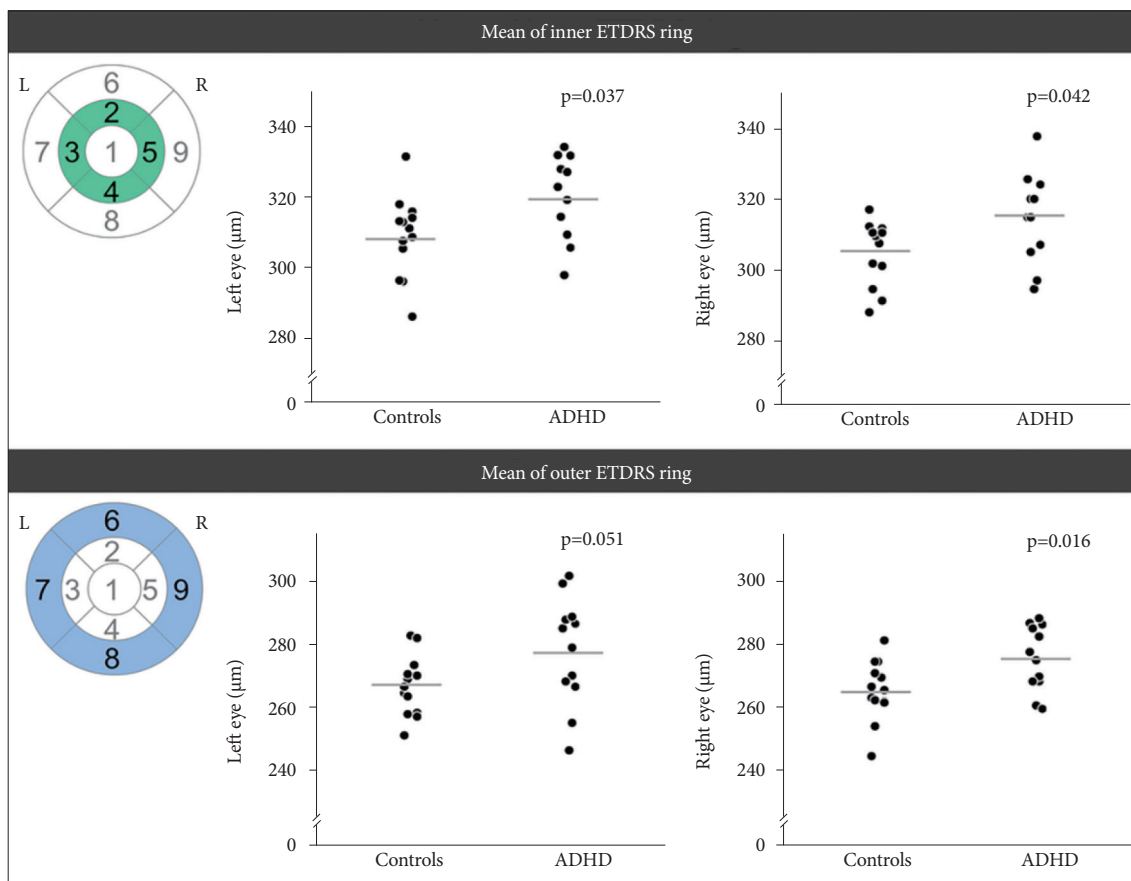 Mean of inner ETDRS ring
L
R
6
2
7 3 1 5 9
4
8
p=0.037
340
320
300
280
0
Left eye (μm)
Controls
ADHD
p=0.042
340
320
300
280
0
Right eye (μm)
Controls
ADHD
Mean of outer ETDRS ring
L
R
6
2
7 3 1 5 9
4
8
p=0.051
300
280
260
240
0
Left eye (μm)
Controls
ADHD
p=0.016
300
280
260
240
0
Right eye (μm)
Controls
ADHD